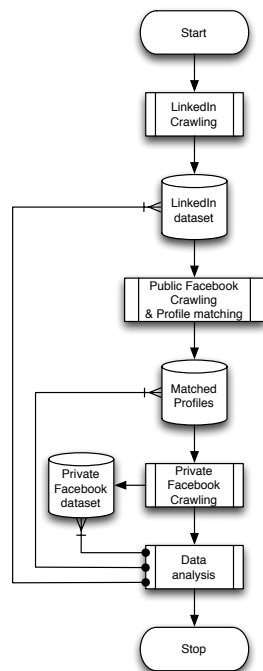 Start
LinkedIn
Crawling
LinkedIn
dataset
Public Facebook
Crawling
& Profile matching
Matched
Profiles
Private
Facebook
dataset
Private
Facebook
Crawling
Data
analysis
Stop